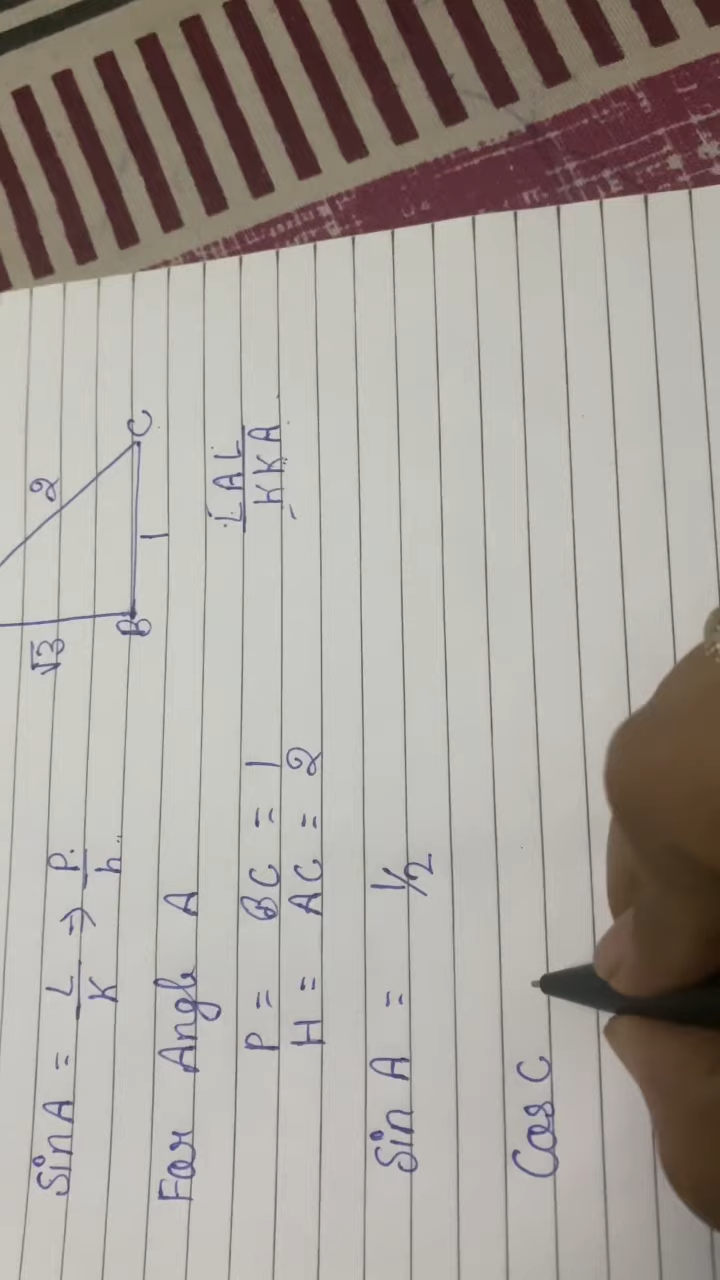 √3
2
B
1
C
Sin A = L/K ⇒ P/h
For Angle A
LAL
KKA
P = BC = 1
H = AC = 2
Sin A = 1/2
Cos C